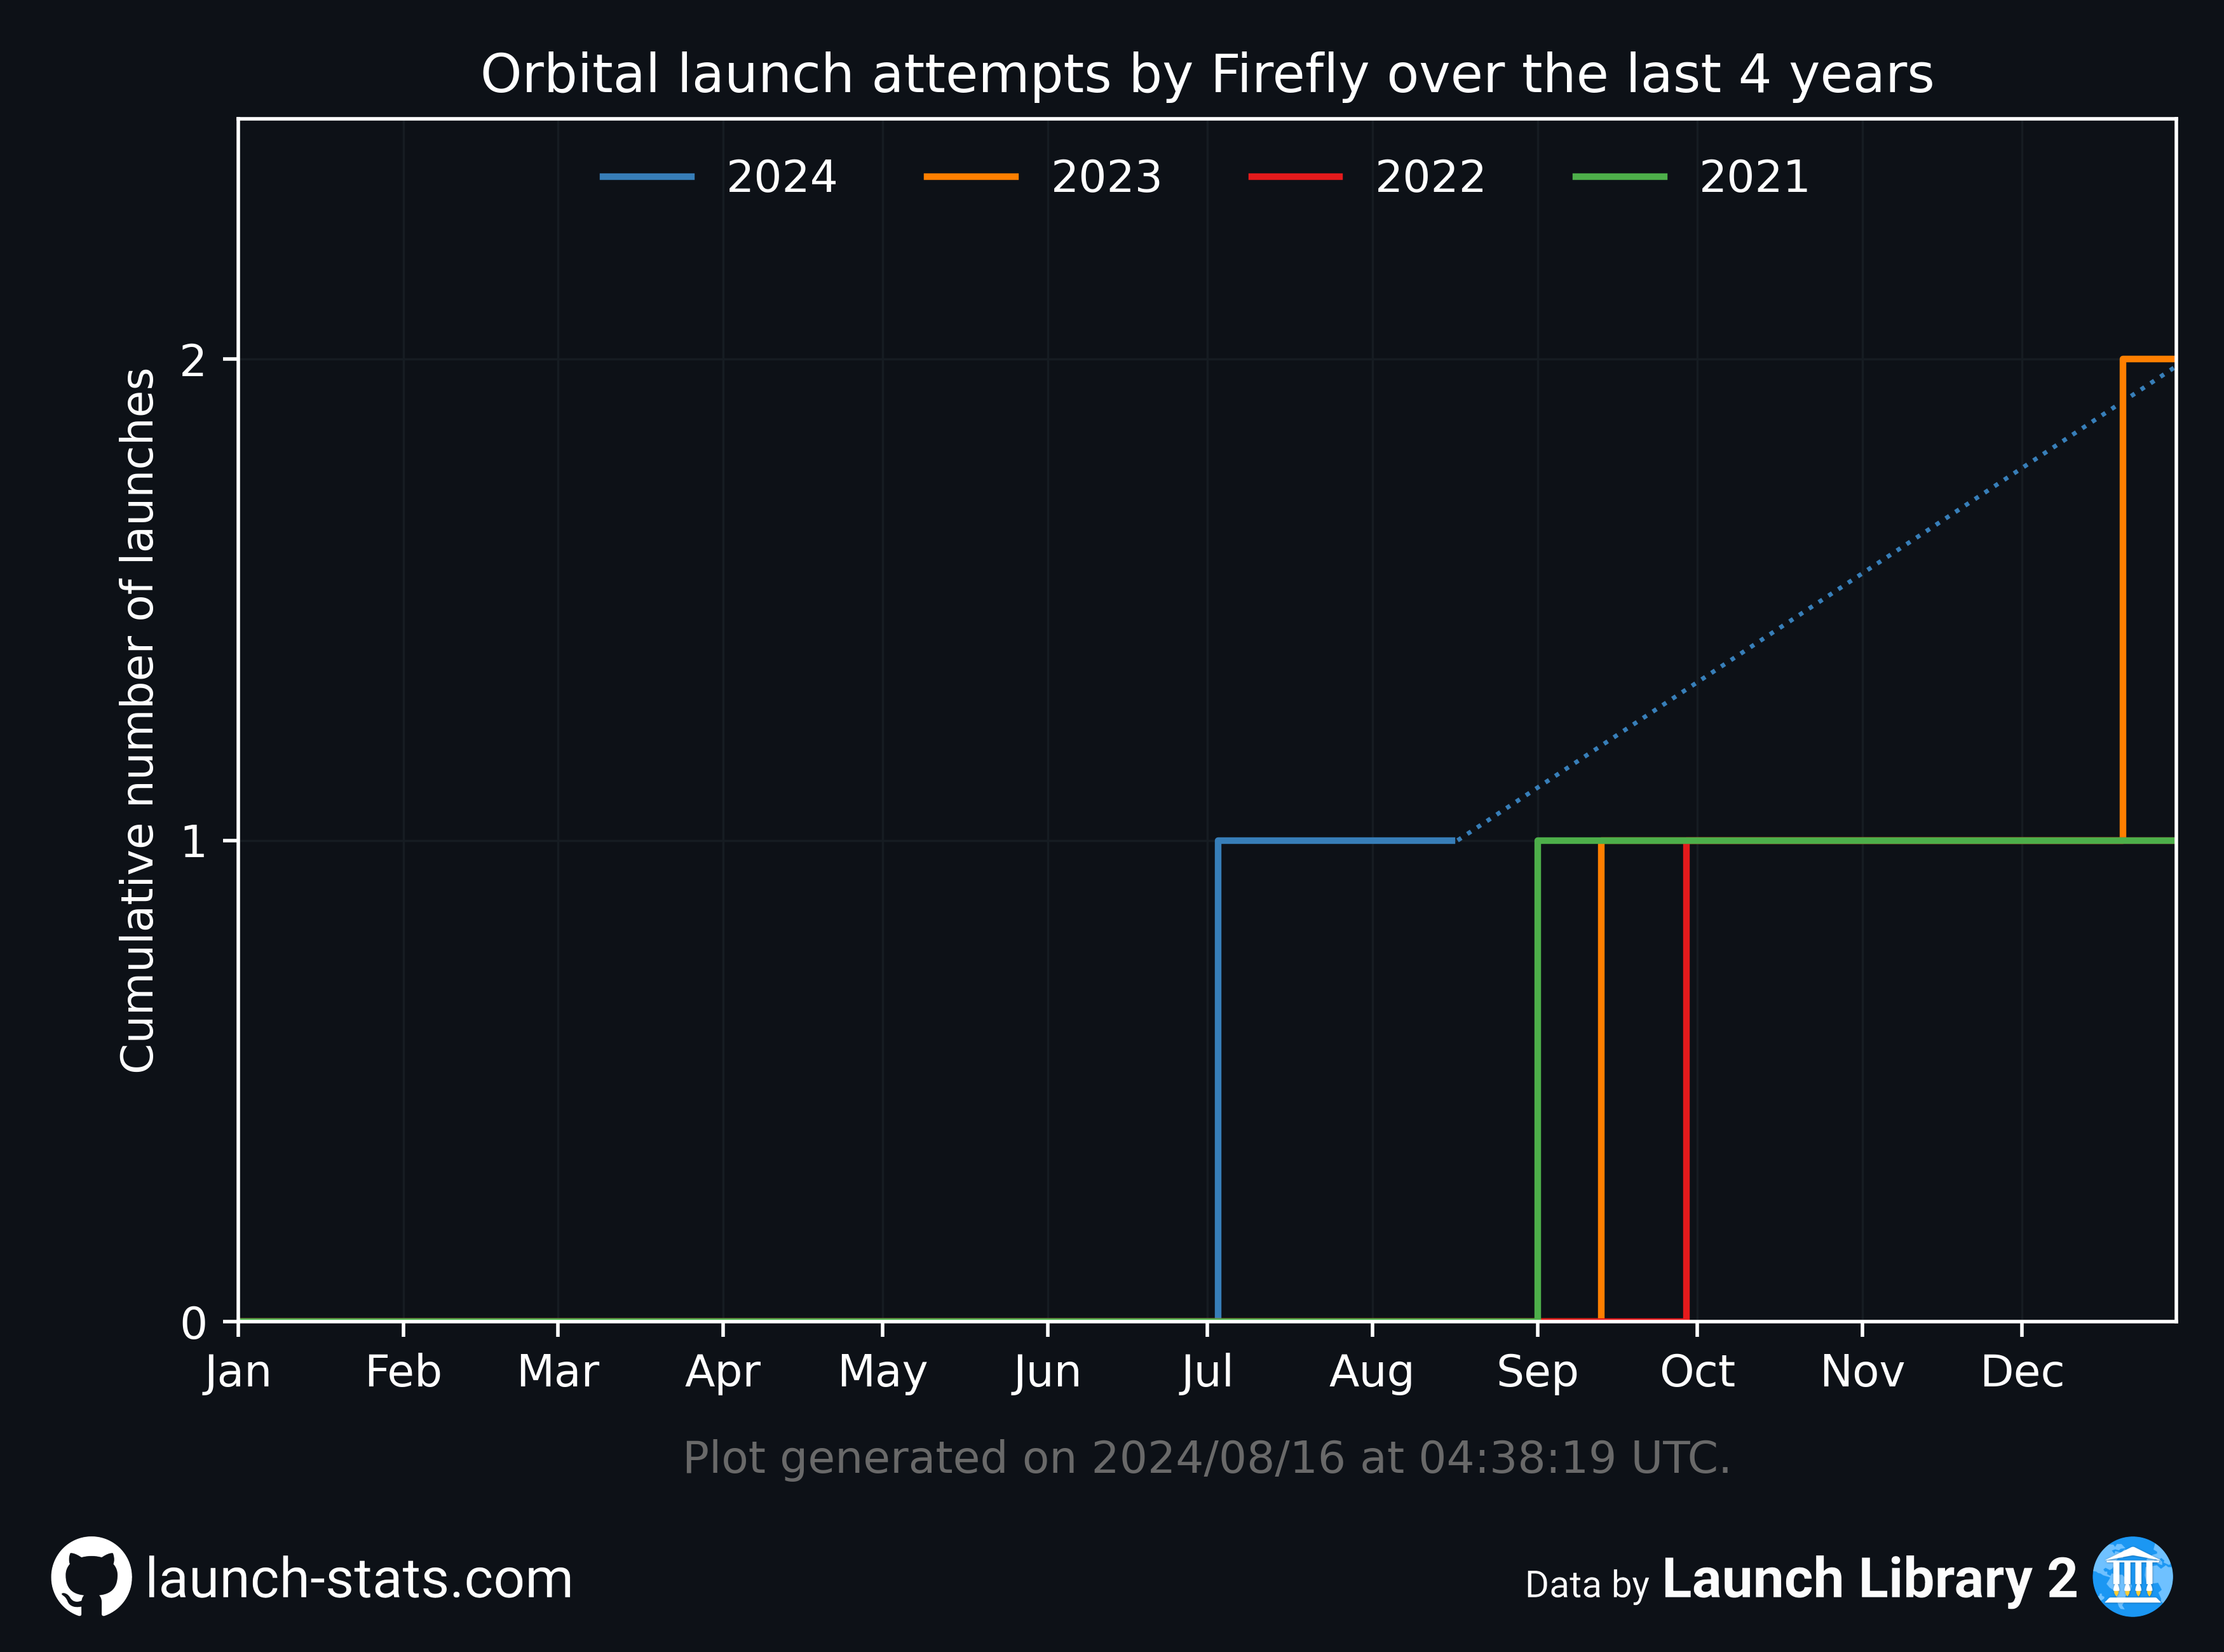 Orbital launch attempts by Firefly over the last 4 years
2024 2023 2022 2021
Cumulative number of launches
2
1
0
Jan Feb Mar Apr May Jun Jul Aug Sep Oct Nov Dec
Plot generated on 2024/08/16 at 04:38:19 UTC.
launch-stats.com
Data by Launch Library 2